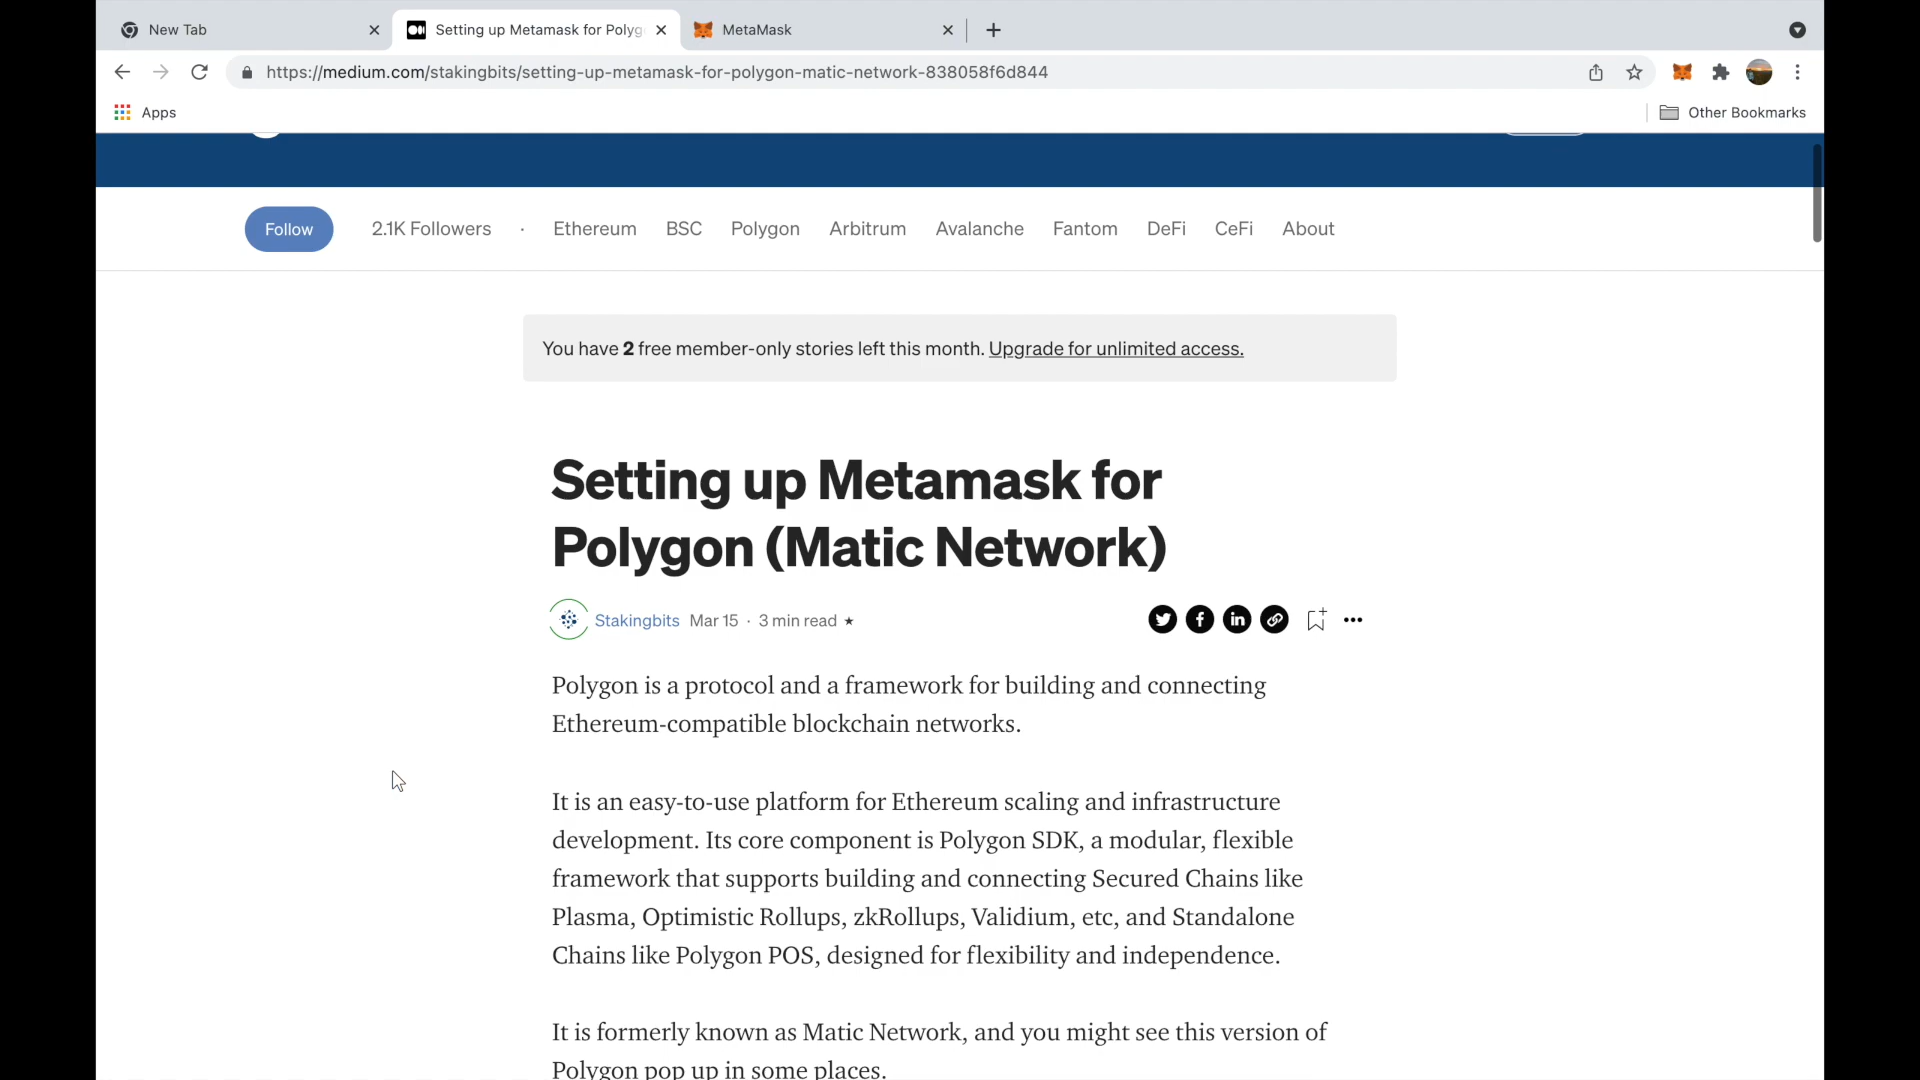 New Tab
Setting up Metamask for Polyg
MetaMask
https://medium.com/stakingbits/setting-up-metamask-for-polygon-matic-network-838058f6d844
Apps
Other Bookmarks
Follow
2.1K Followers · Ethereum BSC Polygon Arbitrum Avalanche Fantom DeFi CeFi About
You have 2 free member-only stories left this month. Upgrade for unlimited access.
Setting up Metamask for
Polygon (Matic Network)
Stakingbits Mar 15 · 3 min read ★
Polygon is a protocol and a framework for building and connecting
Ethereum-compatible blockchain networks.
It is an easy-to-use platform for Ethereum scaling and infrastructure
development. Its core component is Polygon SDK, a modular, flexible
framework that supports building and connecting Secured Chains like
Plasma, Optimistic Rollups, zkRollups, Validium, etc, and Standalone
Chains like Polygon POS, designed for flexibility and independence.
It is formerly known as Matic Network, and you might see this version of
Polygon pop up in some places.